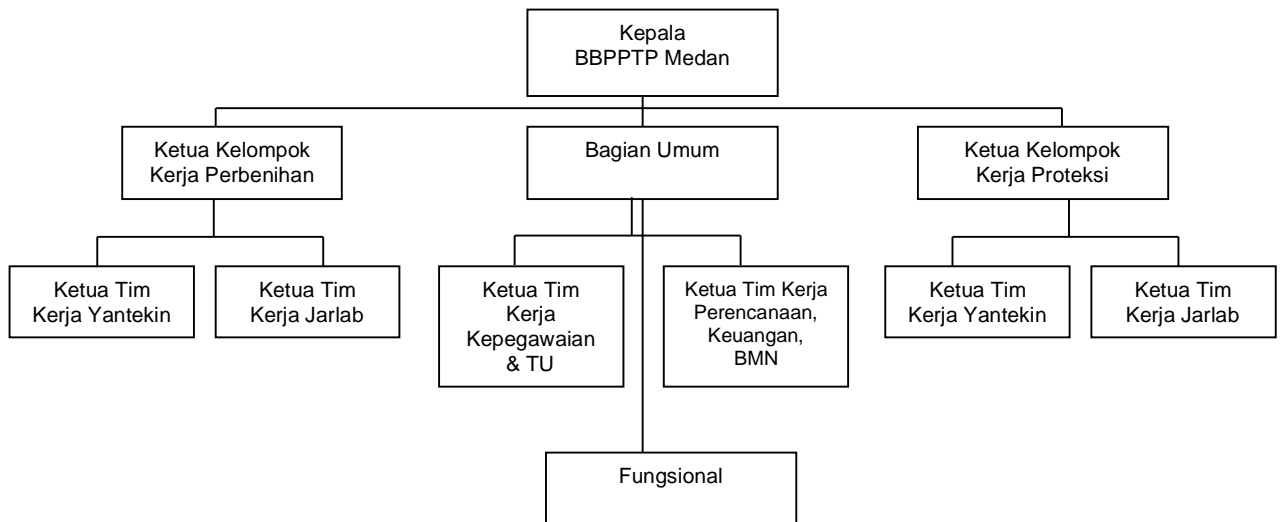 Kepala
BBPPTP Medan
Ketua Kelompok
Kerja Perbenihan
Bagian Umum
Ketua Kelompok
Kerja Proteksi
Ketua Tim
Kerja Yantekin
Ketua Tim
Kerja Jarlab
Ketua Tim
Kerja
Kepegawaian
& TU
Ketua Tim Kerja
Perencanaan,
Keuangan,
BMN
Ketua Tim
Kerja Yantekin
Ketua Tim
Kerja Jarlab
Fungsional